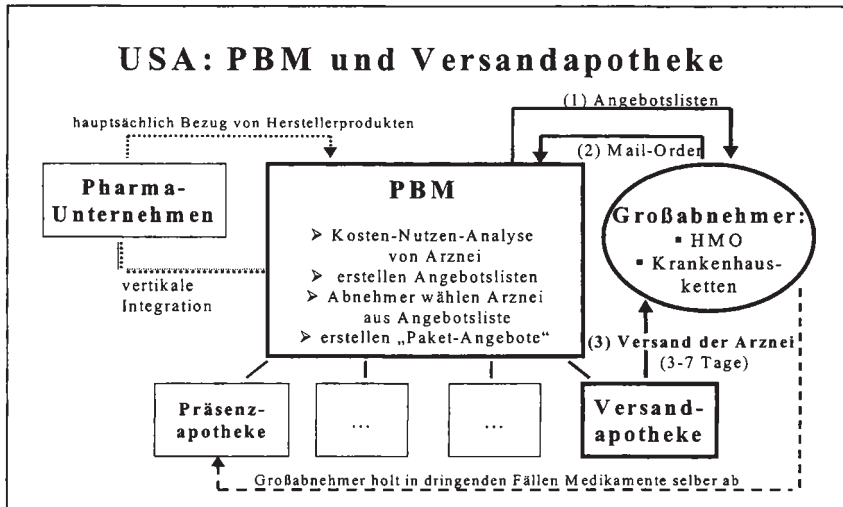 USA: PBM und Versandapotheke
(1) Angebotslisten
hauptsächlich Bezug von Herstellerprodukten
(2) Mail-Order
Pharma-
Unternehmen
PBM
➢ Kosten-Nutzen-Analyse
von Arznei
➢ erstellen Angebotslisten
➢ Abnehmer wählen Arznei
aus Angebotsliste
➢ erstellen „Paket-Angebote“
Großabnehmer:
▪ HMO
▪ Krankenhaus-
ketten
vertikale
Integration
(3) Versand der Arznei
(3-7 Tage)
Präsenz-
apotheke
...
...
Versand-
apotheke
Großabnehmer holt in dringenden Fällen Medikamente selber ab